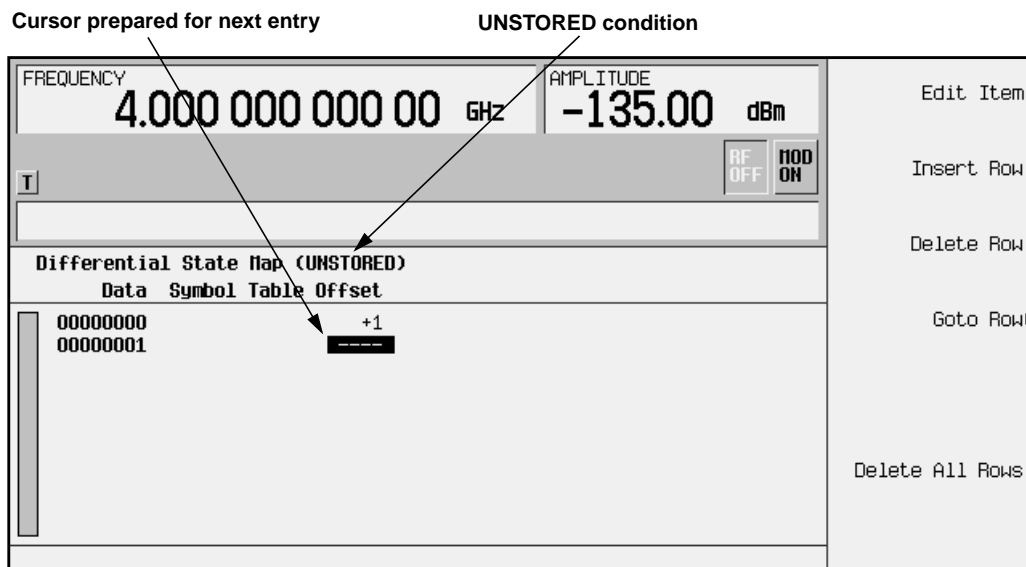 Cursor prepared for next entry
UNSTORED condition
FREQUENCY
4.000 000 000 00 GHz
AMPLITUDE
-135.00 dBm
RF OFF
MOD ON
T
Differential State Map (UNSTORED)
Data Symbol Table Offset
00000000 +1
00000001 ----
Edit Item
Insert Row
Delete Row
Goto Row
Delete All Rows